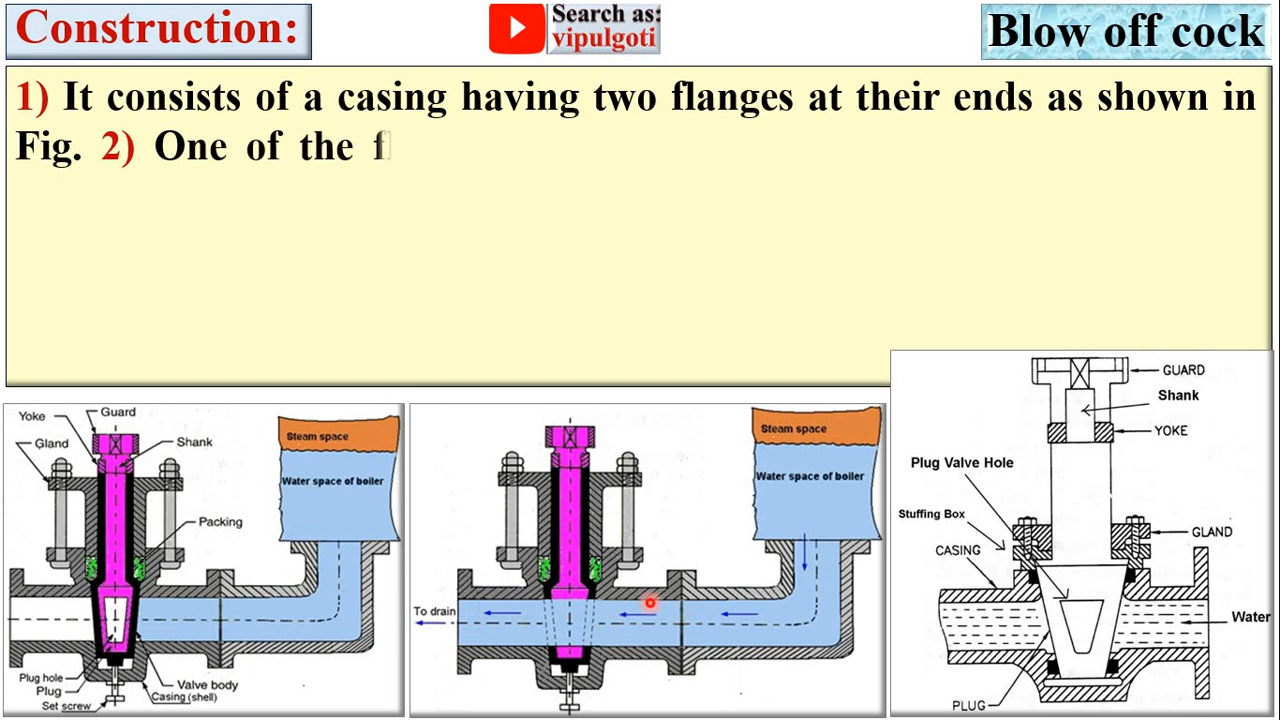 Construction:
Search as:
vipulgoti
Blow off cock
1) It consists of a casing having two flanges at their ends as shown in
Fig. 2) One of the
Yoke
Guard
Gland
Shank
Packing
Steam space
Water space of boiler
Plug hole
Plug
Set screw
Valve body
Casing (shell)
Steam space
Water space of boiler
To drain
GUARD
Shank
YOKE
Plug Valve Hole
Stuffing Box
GLAND
CASING
Water
PLUG